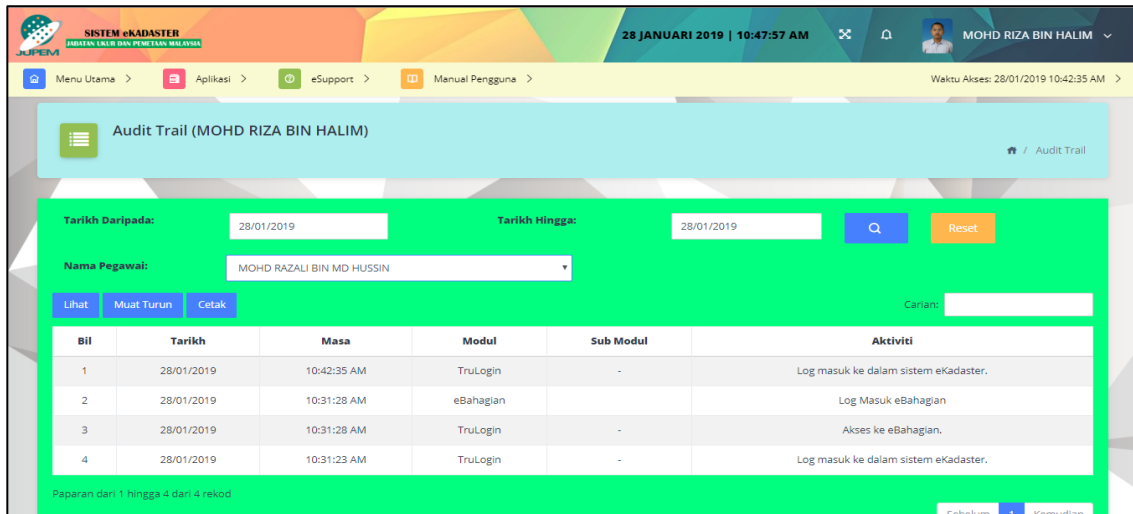 SISTEM eKADASTER
JABATAN UKUR DAN PEMETAAN MALAYSIA
JUPEM
28 JANUARI 2019 | 10:47:57 AM
MOHD RIZA BIN HALIM
Menu Utama >
Aplikasi >
eSupport >
Manual Pengguna >
Waktu Akses: 28/01/2019 10:42:35 AM >
Audit Trail (MOHD RIZA BIN HALIM)
/ Audit Trail
Tarikh Daripada: 28/01/2019 Tarikh Hingga: 28/01/2019 Reset
Nama Pegawai: MOHD RAZALI BIN MD HUSSIN
Lihat Muat Turun Cetak Carian:
Bil Tarikh Masa Modul Sub Modul Aktiviti
1 28/01/2019 10:42:35 AM TruLogin - Log masuk ke dalam sistem eKadaster.
2 28/01/2019 10:31:28 AM eBahagian Log Masuk eBahagian
3 28/01/2019 10:31:28 AM TruLogin - Akses ke eBahagian.
4 28/01/2019 10:31:23 AM TruLogin - Log masuk ke dalam sistem eKadaster.
Paparan dari 1 hingga 4 dari 4 rekod
Sebelum 1 Kemudian